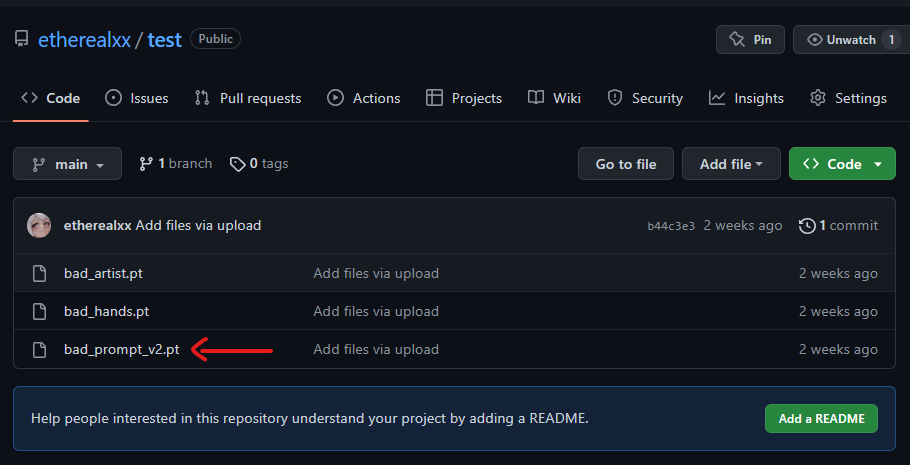 etherealxx / test Public Pin Unwatch 1
Code Issues Pull requests Actions Projects Wiki Security Insights Settings
main 1 branch 0 tags Go to file Add file Code
etherealxx Add files via upload b44c3e3 2 weeks ago 1 commit
bad_artist.pt Add files via upload 2 weeks ago
bad_hands.pt Add files via upload 2 weeks ago
bad_prompt_v2.pt Add files via upload 2 weeks ago
Help people interested in this repository understand your project by adding a README. Add a README